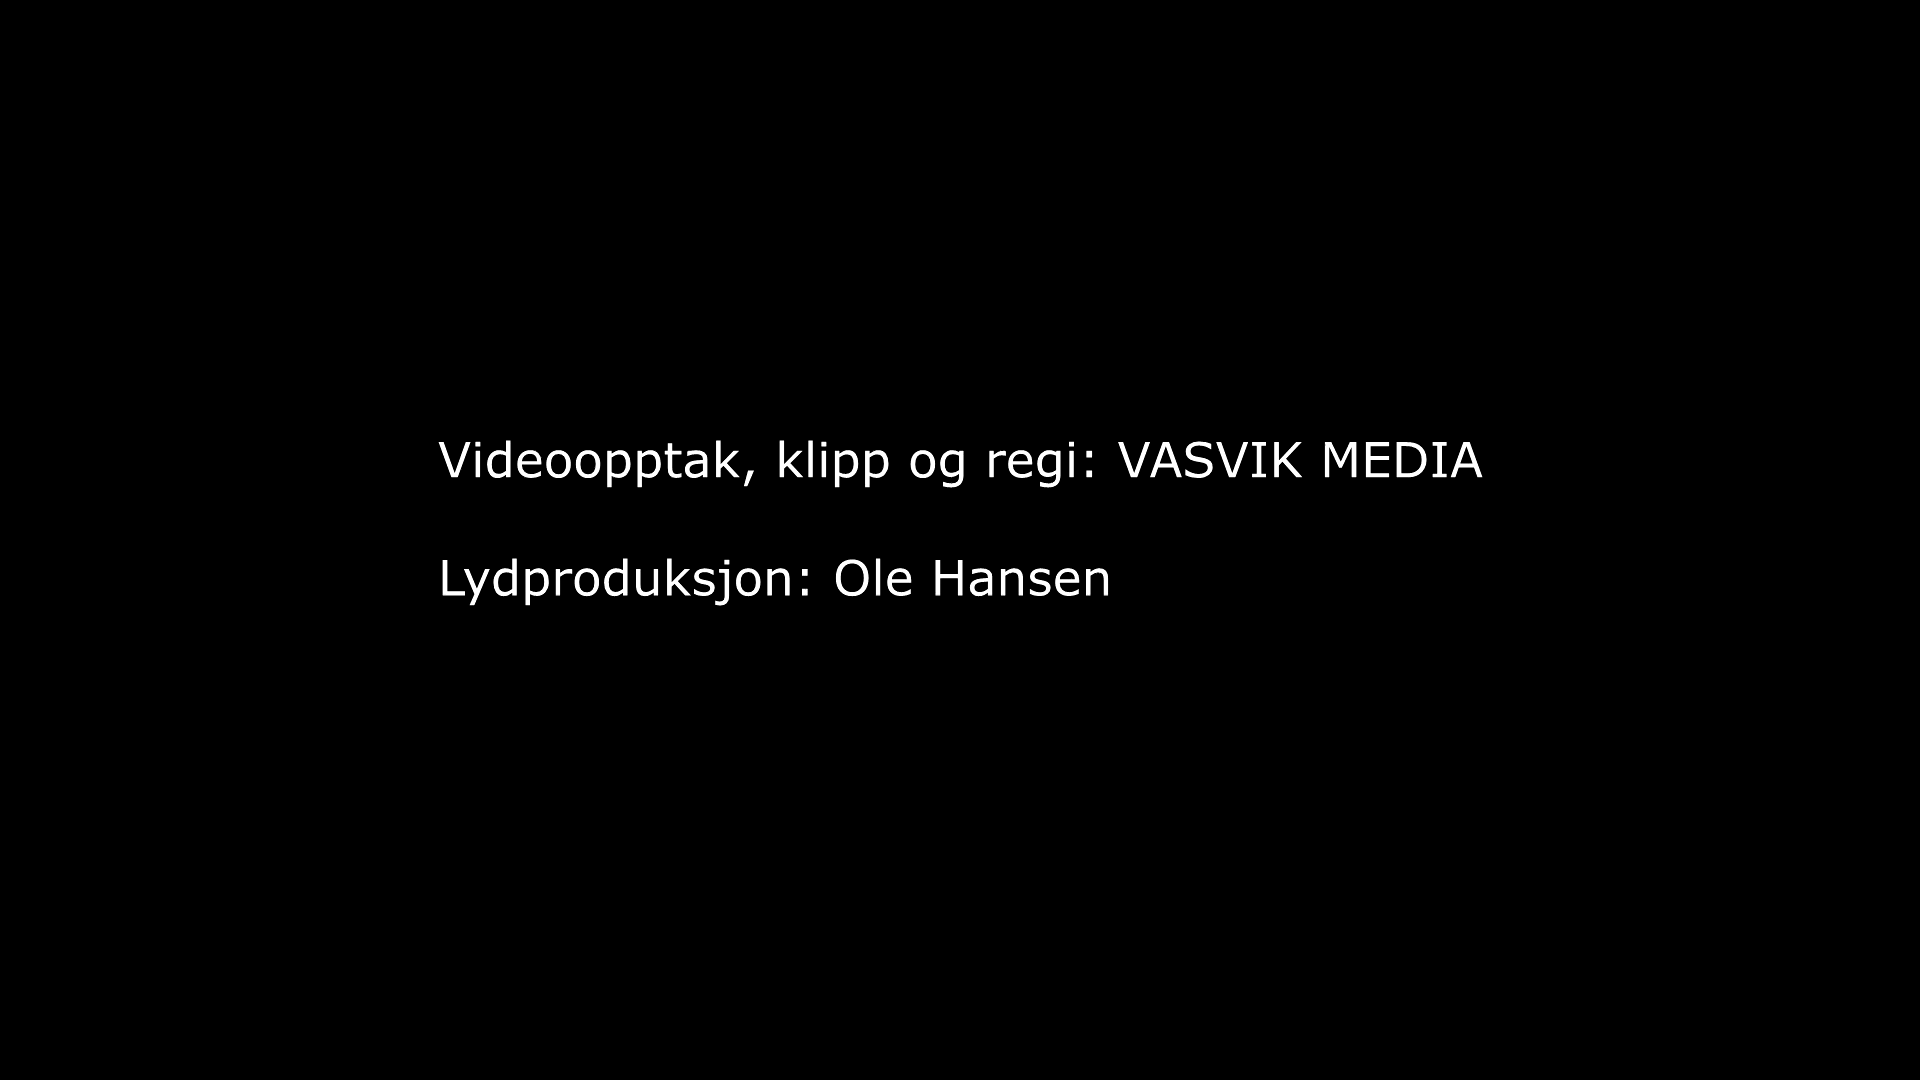 Videoopptak, klipp og regi: VASVIK MEDIA
Lydproduksjon: Ole Hansen